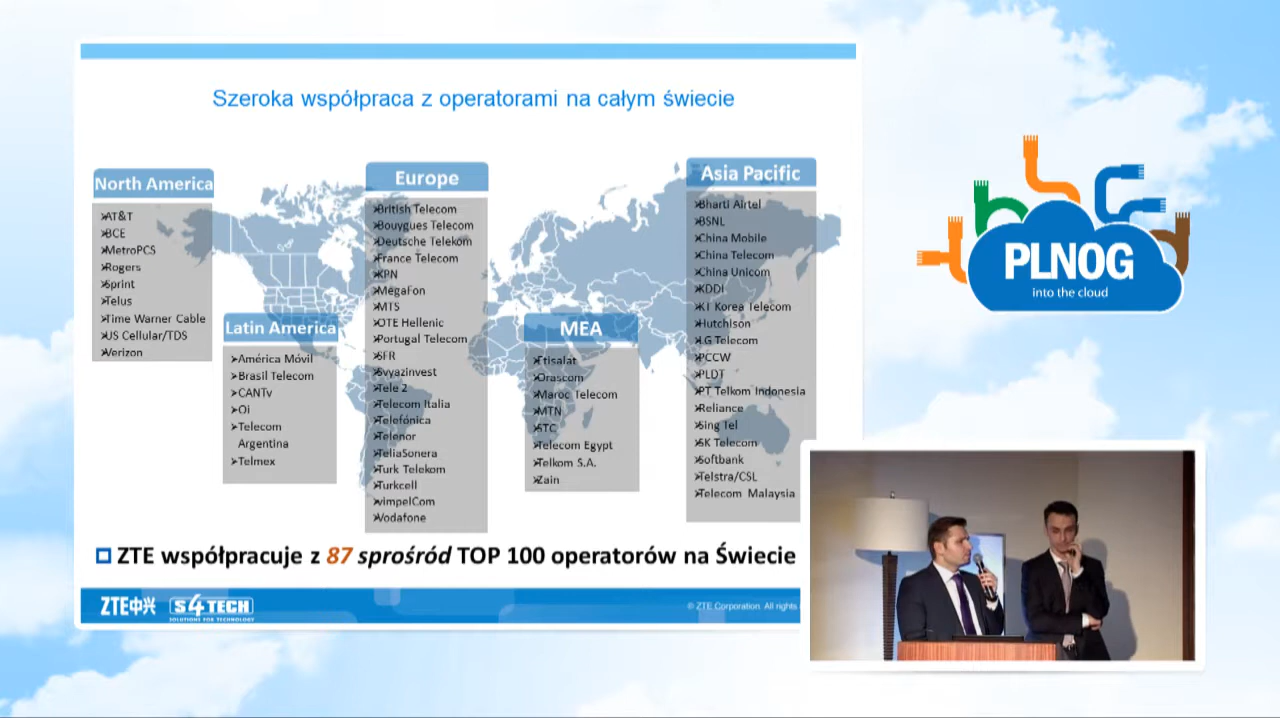 Szeroka współpraca z operatorami na całym świecie
North America
AT&T
BCE
MetroPCS
Rogers
Sprint
Telus
Time Warner Cable
US Cellular/TDS
Verizon
Latin America
América Móvil
Brasil Telecom
CANTv
Oi
Telecom
Argentina
Telmex
Europe
British Telecom
Bouygues Telecom
Deutsche Telekom
France Telecom
KPN
MegaFon
MTS
OTE Hellenic
Portugal Telecom
SFR
Svyazinvest
Tele 2
Telecom Italia
Telefónica
Telenor
TeliaSonera
Turk Telekom
Turkcell
vimpelCom
Vodafone
MEA
Etisalat
Orascom
Maroc Telecom
MTN
STC
Telecom Egypt
Telkom S.A.
Zain
Asia Pacific
Bharti Airtel
BSNL
China Mobile
China Telecom
China Unicom
KDDI
KT Korea Telecom
Hutchison
LG Telecom
PCCW
PLDT
PT Telkom Indonesia
Reliance
Sing Tel
SK Telecom
Softbank
Telstra/CSL
Telecom Malaysia
ZTE współpracuje z 87 sprośród TOP 100 operatorów na Świecie
ZTE中兴
S4TECH
SOLUTIONS FOR TECHNOLOGY
© ZTE Corporation. All rights
PLNOG
into the cloud